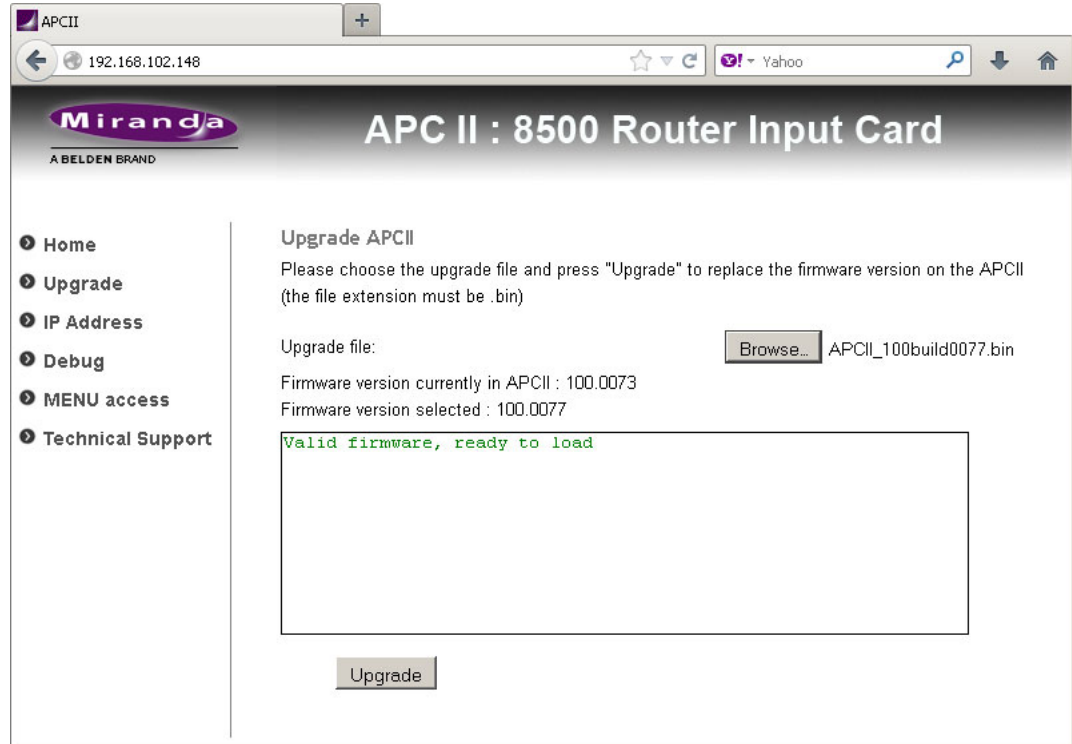 APCII
192.168.102.148
Yahoo
Miranda
A BELDEN BRAND
APC II : 8500 Router Input Card
Home
Upgrade
IP Address
Debug
MENU access
Technical Support
Upgrade APCII
Please choose the upgrade file and press "Upgrade" to replace the firmware version on the APCII
(the file extension must be .bin)
Upgrade file:
Browse... APCII_100build0077.bin
Firmware version currently in APCII : 100.0073
Firmware version selected : 100.0077
Valid firmware, ready to load
Upgrade